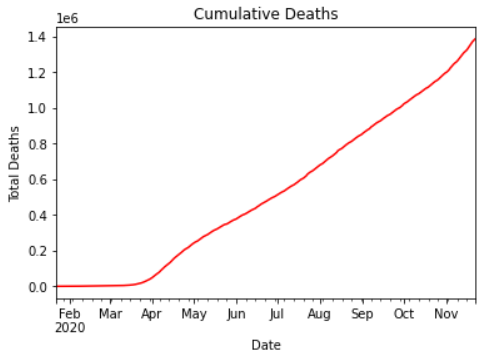 Cumulative Deaths
1e6
1.4
1.2
1.0
0.8
0.6
0.4
0.2
0.0
Total Deaths
Feb Mar Apr May Jun Jul Aug Sep Oct Nov
2020
Date